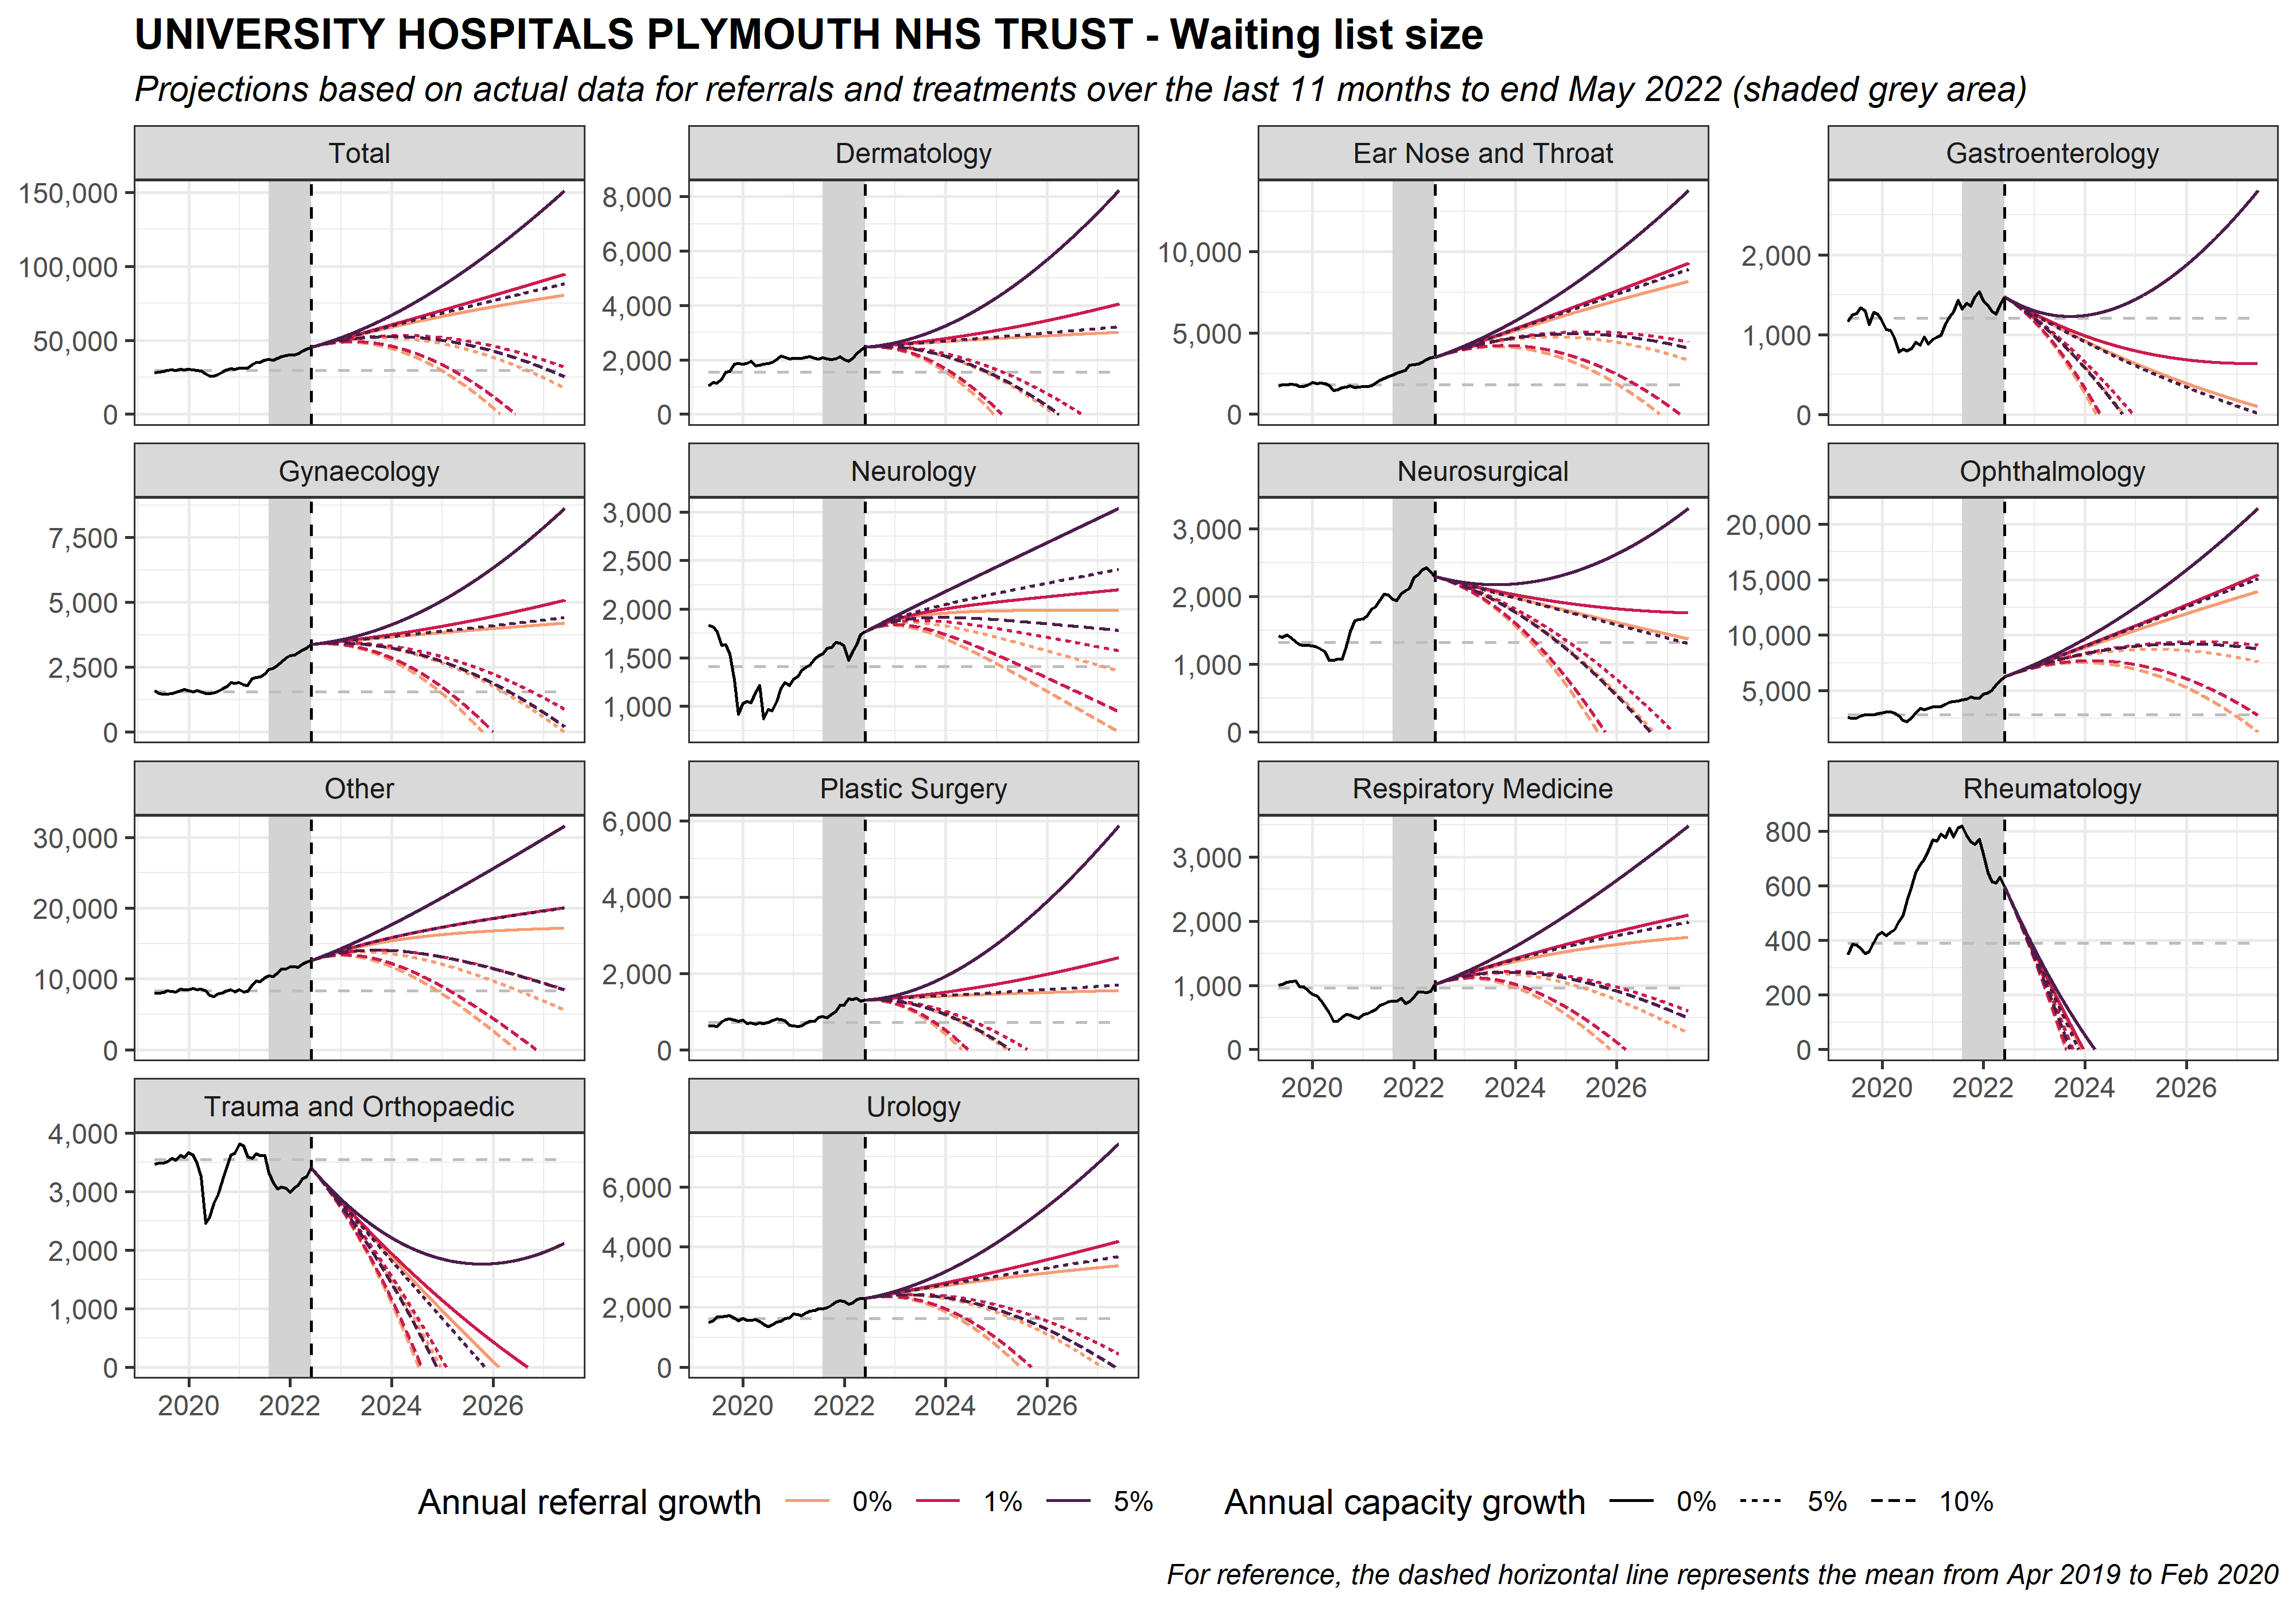 UNIVERSITY HOSPITALS PLYMOUTH NHS TRUST - Waiting list size
Projections based on actual data for referrals and treatments over the last 11 months to end May 2022 (shaded grey area)
Total
150,000
100,000
50,000
0
Dermatology
8,000
6,000
4,000
2,000
0
Ear Nose and Throat
10,000
5,000
0
Gastroenterology
2,000
1,000
0
Gynaecology
7,500
5,000
2,500
0
Neurology
3,000
2,500
2,000
1,500
1,000
Neurosurgical
3,000
2,000
1,000
0
Ophthalmology
20,000
15,000
10,000
5,000
Other
30,000
20,000
10,000
0
Plastic Surgery
6,000
4,000
2,000
0
Respiratory Medicine
3,000
2,000
1,000
0
2020 2022 2024 2026
Rheumatology
800
600
400
200
0
2020 2022 2024 2026
Trauma and Orthopaedic
4,000
3,000
2,000
1,000
0
2020 2022 2024 2026
Urology
6,000
4,000
2,000
0
2020 2022 2024 2026
Annual referral growth 0% 1% 5% Annual capacity growth 0% 5% 10%
For reference, the dashed horizontal line represents the mean from Apr 2019 to Feb 2020